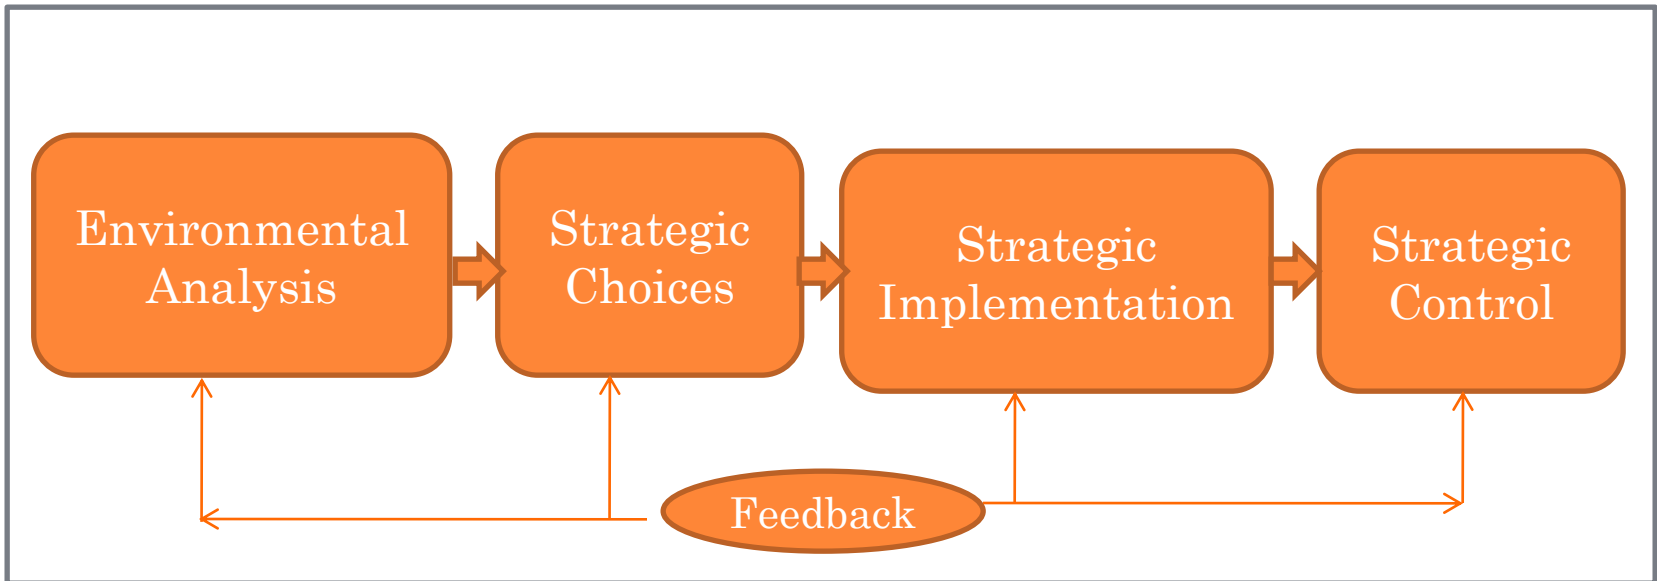 Environmental
Analysis
Strategic
Choices
Strategic
Implementation
Strategic
Control
Feedback